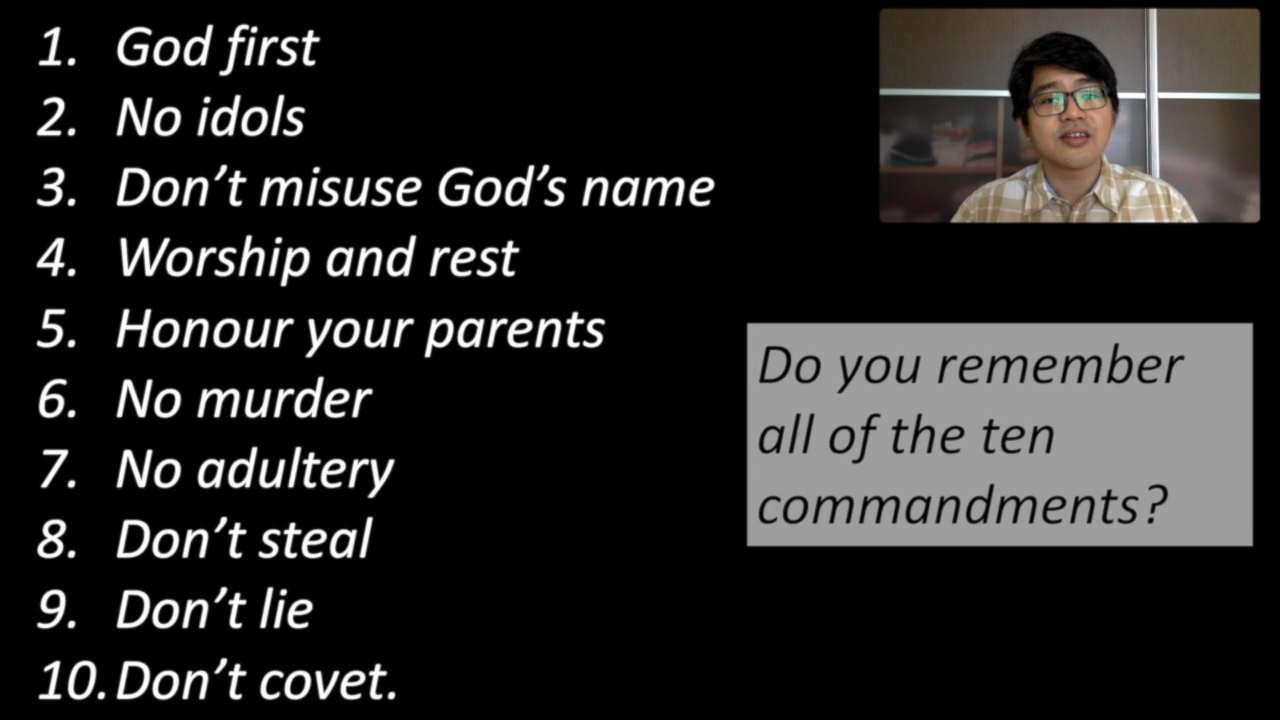 1. God first
2. No idols
3. Don’t misuse God’s name
4. Worship and rest
5. Honour your parents
6. No murder
7. No adultery
8. Don’t steal
9. Don’t lie
10. Don’t covet.
Do you remember
all of the ten
commandments?